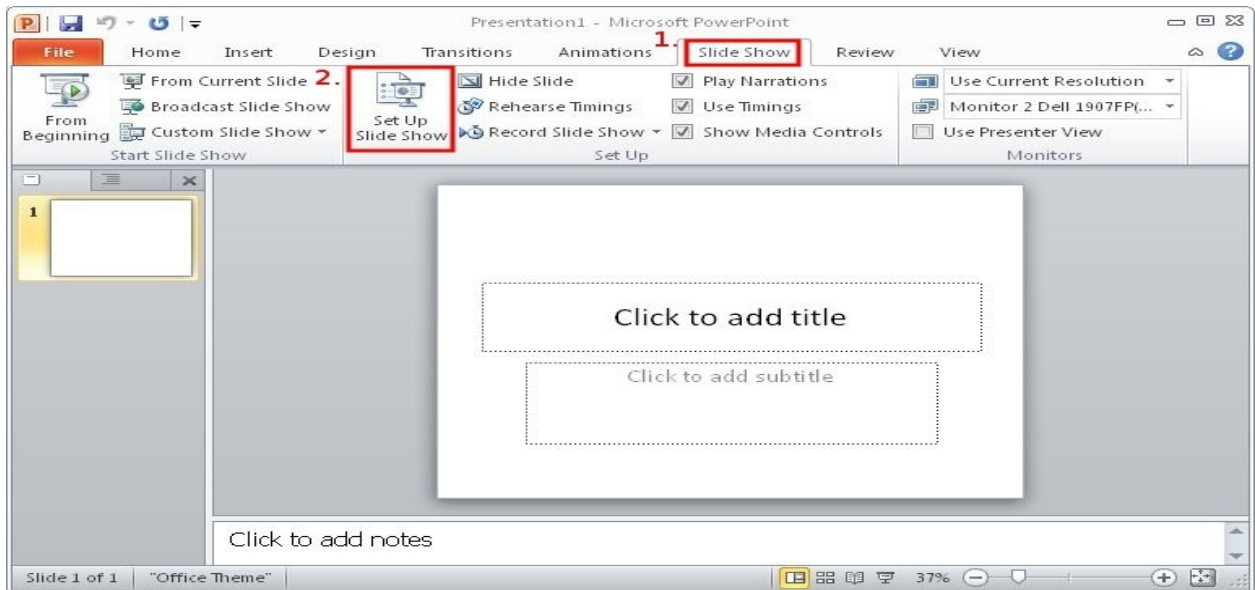 Presentation1 - Microsoft PowerPoint
File Home Insert Design Transitions Animations 1. Slide Show Review View
From Beginning
From Current Slide
Broadcast Slide Show
Custom Slide Show
Start Slide Show
2. Set Up Slide Show
Hide Slide
Rehearse Timings
Record Slide Show
Play Narrations
Use Timings
Show Media Controls
Set Up
Use Current Resolution
Monitor 2 Dell 1907FP(...
Use Presenter View
Monitors
1
Click to add title
Click to add subtitle
Click to add notes
Slide 1 of 1 "Office Theme" 37%